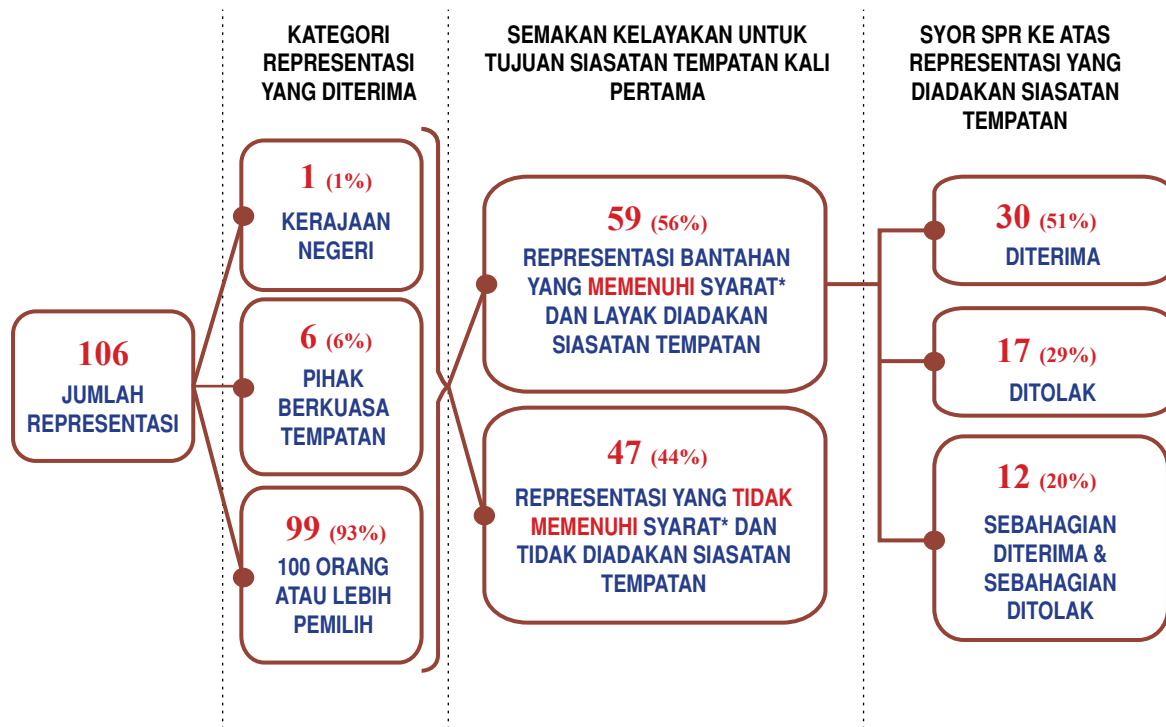 KATEGORI
REPRESENTASI
YANG DITERIMA
SEMAKAN KELAYAKAN UNTUK
TUJUAN SIASATAN TEMPATAN KALI
PERTAMA
SYOR SPR KE ATAS
REPRESENTASI YANG
DIADAKAN SIASATAN
TEMPATAN
106
JUMLAH
REPRESENTASI
1 (1%)
KERAJAAN
NEGERI
6 (6%)
PIHAK
BERKUASA
TEMPATAN
99 (93%)
100 ORANG
ATAU LEBIH
PEMILIH
59 (56%)
REPRESENTASI BANTAHAN
YANG MEMENUHI SYARAT*
DAN LAYAK DIADAKAN
SIASATAN TEMPATAN
47 (44%)
REPRESENTASI YANG TIDAK
MEMENUHI SYARAT* DAN
TIDAK DIADAKAN SIASATAN
TEMPATAN
30 (51%)
DITERIMA
17 (29%)
DITOLAK
12 (20%)
SEBAHAGIAN
DITERIMA &
SEBAHAGIAN
DITOLAK